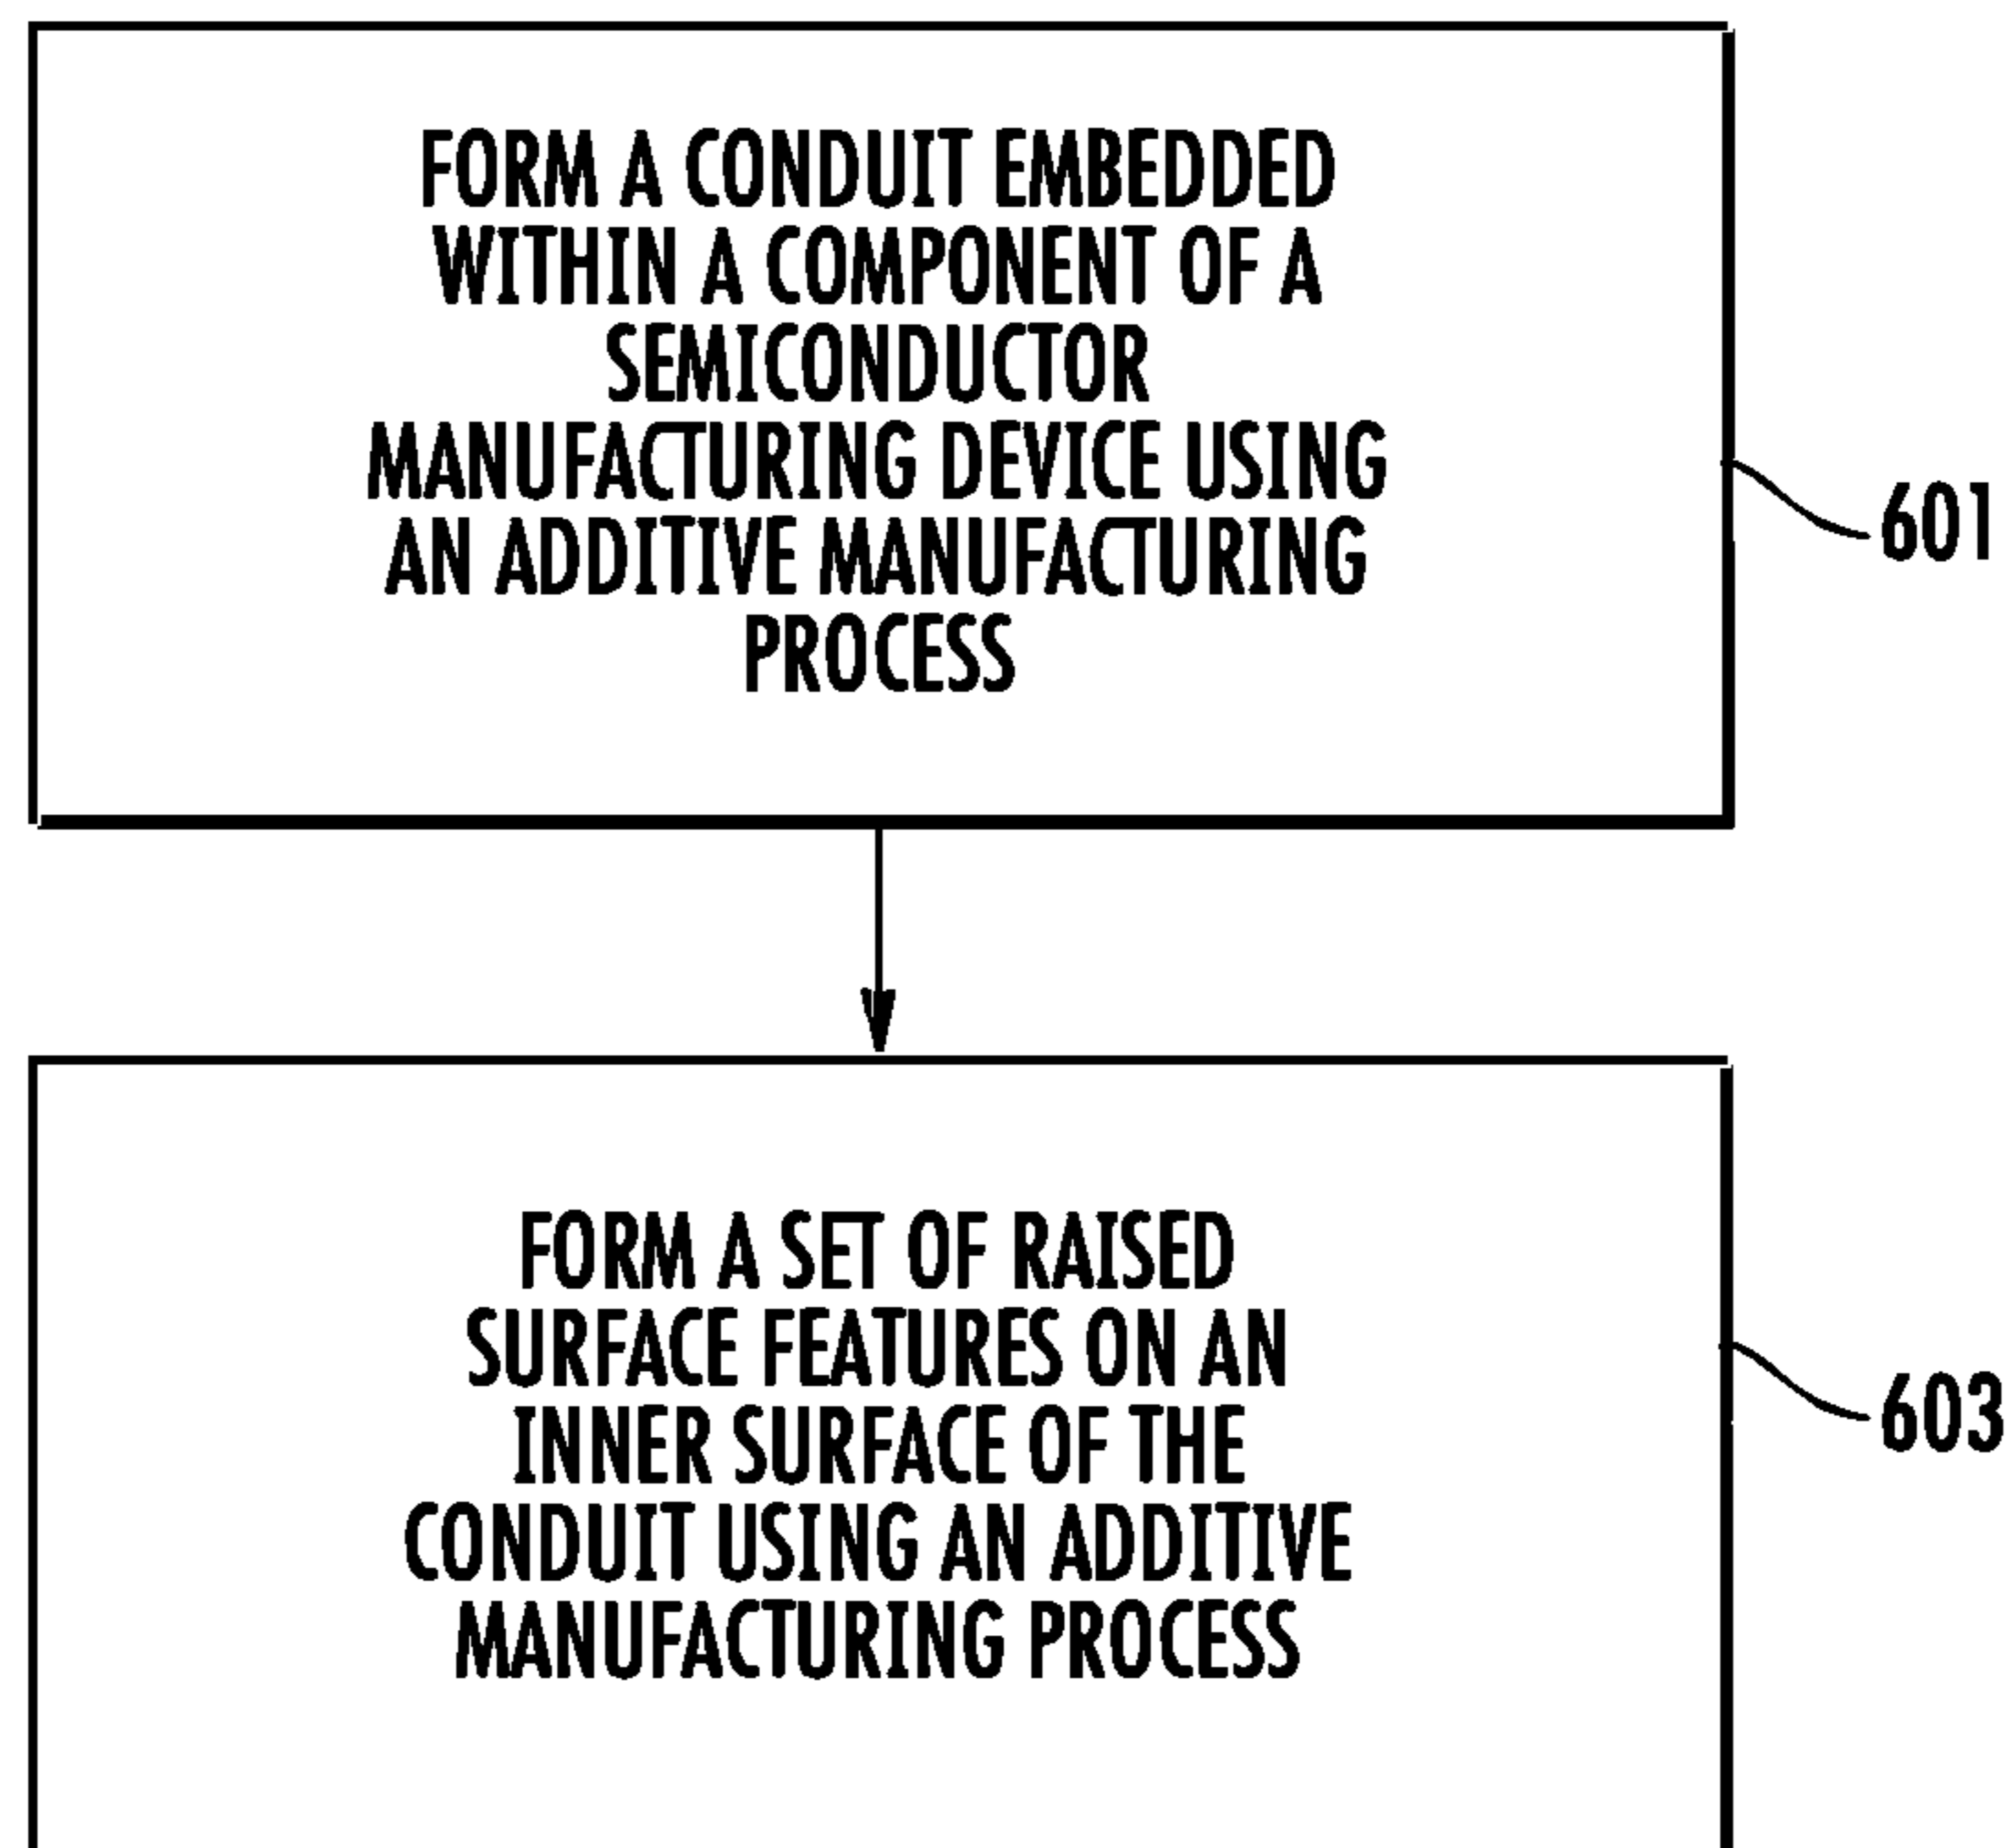 FORM A CONDUIT EMBEDDED
WITHIN A COMPONENT OF A
SEMICONDUCTOR
MANUFACTURING DEVICE USING
AN ADDITIVE MANUFACTURING
PROCESS
601
FORM A SET OF RAISED
SURFACE FEATURES ON AN
INNER SURFACE OF THE
CONDUIT USING AN ADDITIVE
MANUFACTURING PROCESS
603